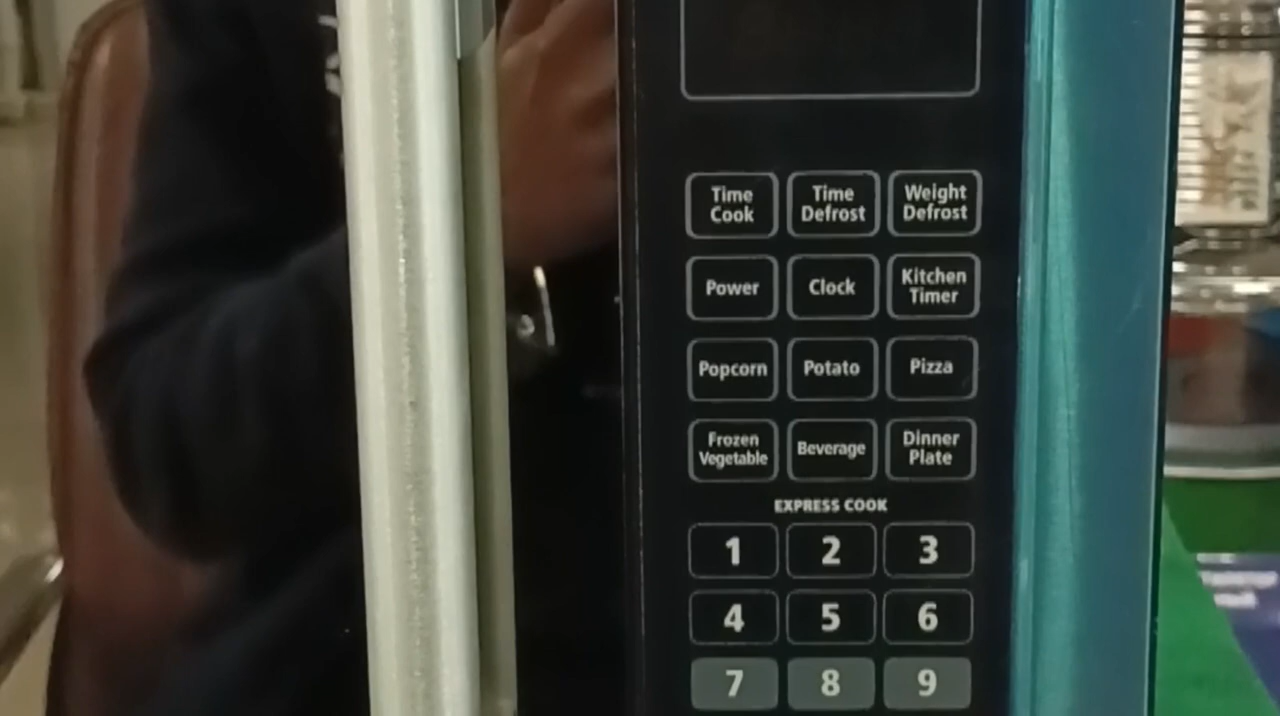 Time
Cook
Time
Defrost
Weight
Defrost
Power
Clock
Kitchen
Timer
Popcorn
Potato
Pizza
Frozen
Vegetable
Beverage
Dinner
Plate
EXPRESS COOK
1
2
3
4
5
6
7
8
9